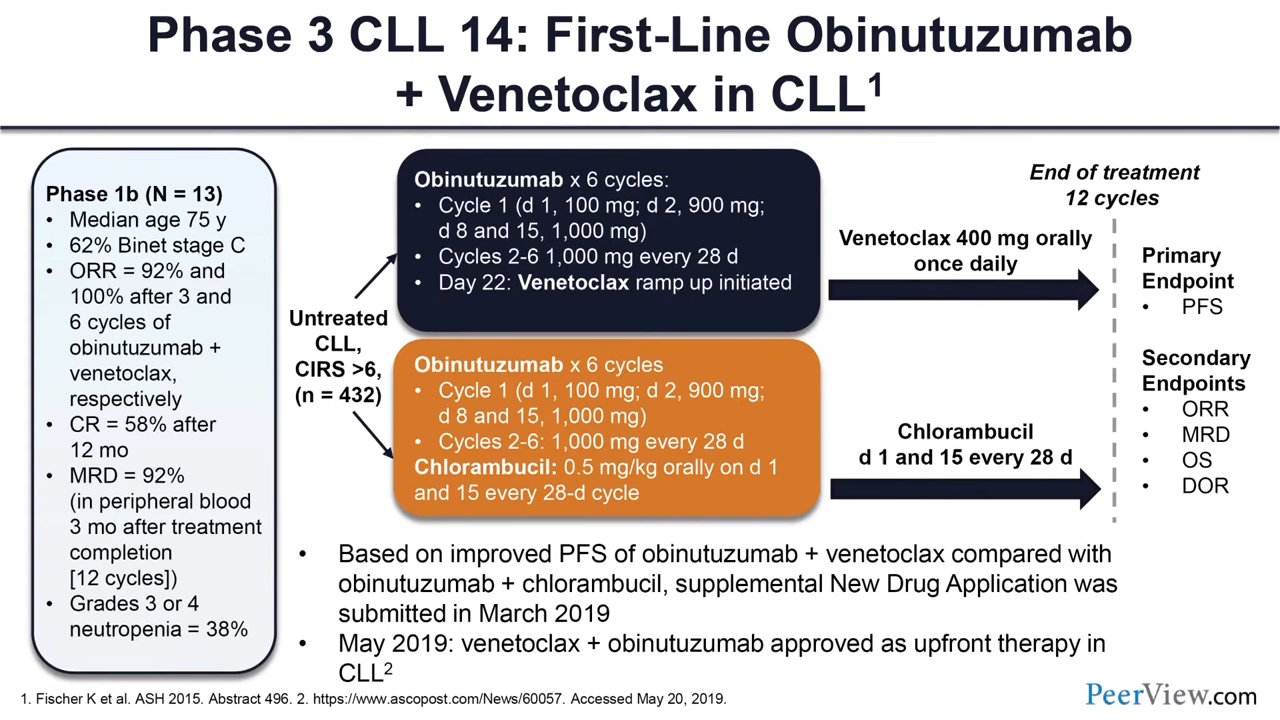 Phase 3 CLL 14: First-Line Obinutuzumab
+ Venetoclax in CLL1
Phase 1b (N = 13)
• Median age 75 y
• 62% Binet stage C
• ORR = 92% and
100% after 3 and
6 cycles of
obinutuzumab +
venetoclax,
respectively
• CR = 58% after
12 mo
• MRD = 92%
(in peripheral blood
3 mo after treatment
completion
[12 cycles])
• Grades 3 or 4
neutropenia = 38%
Untreated
CLL,
CIRS >6,
(n = 432)
Obinutuzumab x 6 cycles:
• Cycle 1 (d 1, 100 mg; d 2, 900 mg;
d 8 and 15, 1,000 mg)
• Cycles 2-6 1,000 mg every 28 d
• Day 22: Venetoclax ramp up initiated
Obinutuzumab x 6 cycles
• Cycle 1 (d 1, 100 mg; d 2, 900 mg;
d 8 and 15, 1,000 mg)
• Cycles 2-6: 1,000 mg every 28 d
Chlorambucil: 0.5 mg/kg orally on d 1
and 15 every 28-d cycle
Venetoclax 400 mg orally
once daily
Chlorambucil
d 1 and 15 every 28 d
End of treatment
12 cycles
Primary
Endpoint
• PFS
Secondary
Endpoints
• ORR
• MRD
• OS
• DOR
• Based on improved PFS of obinutuzumab + venetoclax compared with
obinutuzumab + chlorambucil, supplemental New Drug Application was
submitted in March 2019
• May 2019: venetoclax + obinutuzumab approved as upfront therapy in
CLL2
1. Fischer K et al. ASH 2015. Abstract 496. 2. https://www.ascopost.com/News/60057. Accessed May 20, 2019.
PeerView.com